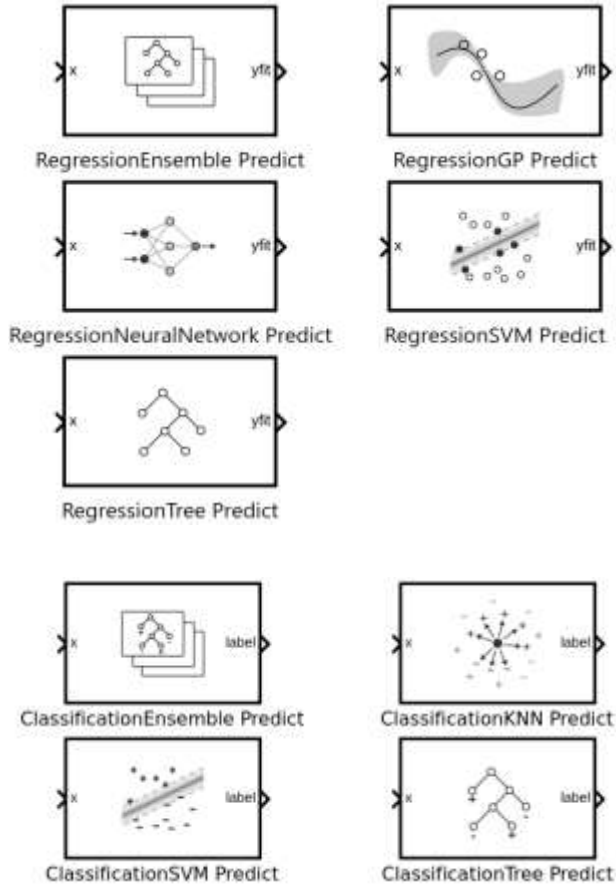 x yfit x yfit
RegressionEnsemble Predict RegressionGP Predict
x yfit x yfit
RegressionNeuralNetwork Predict RegressionSVM Predict
x yfit
RegressionTree Predict
x label x label
ClassificationEnsemble Predict ClassificationKNN Predict
x label x label
ClassificationSVM Predict ClassificationTree Predict